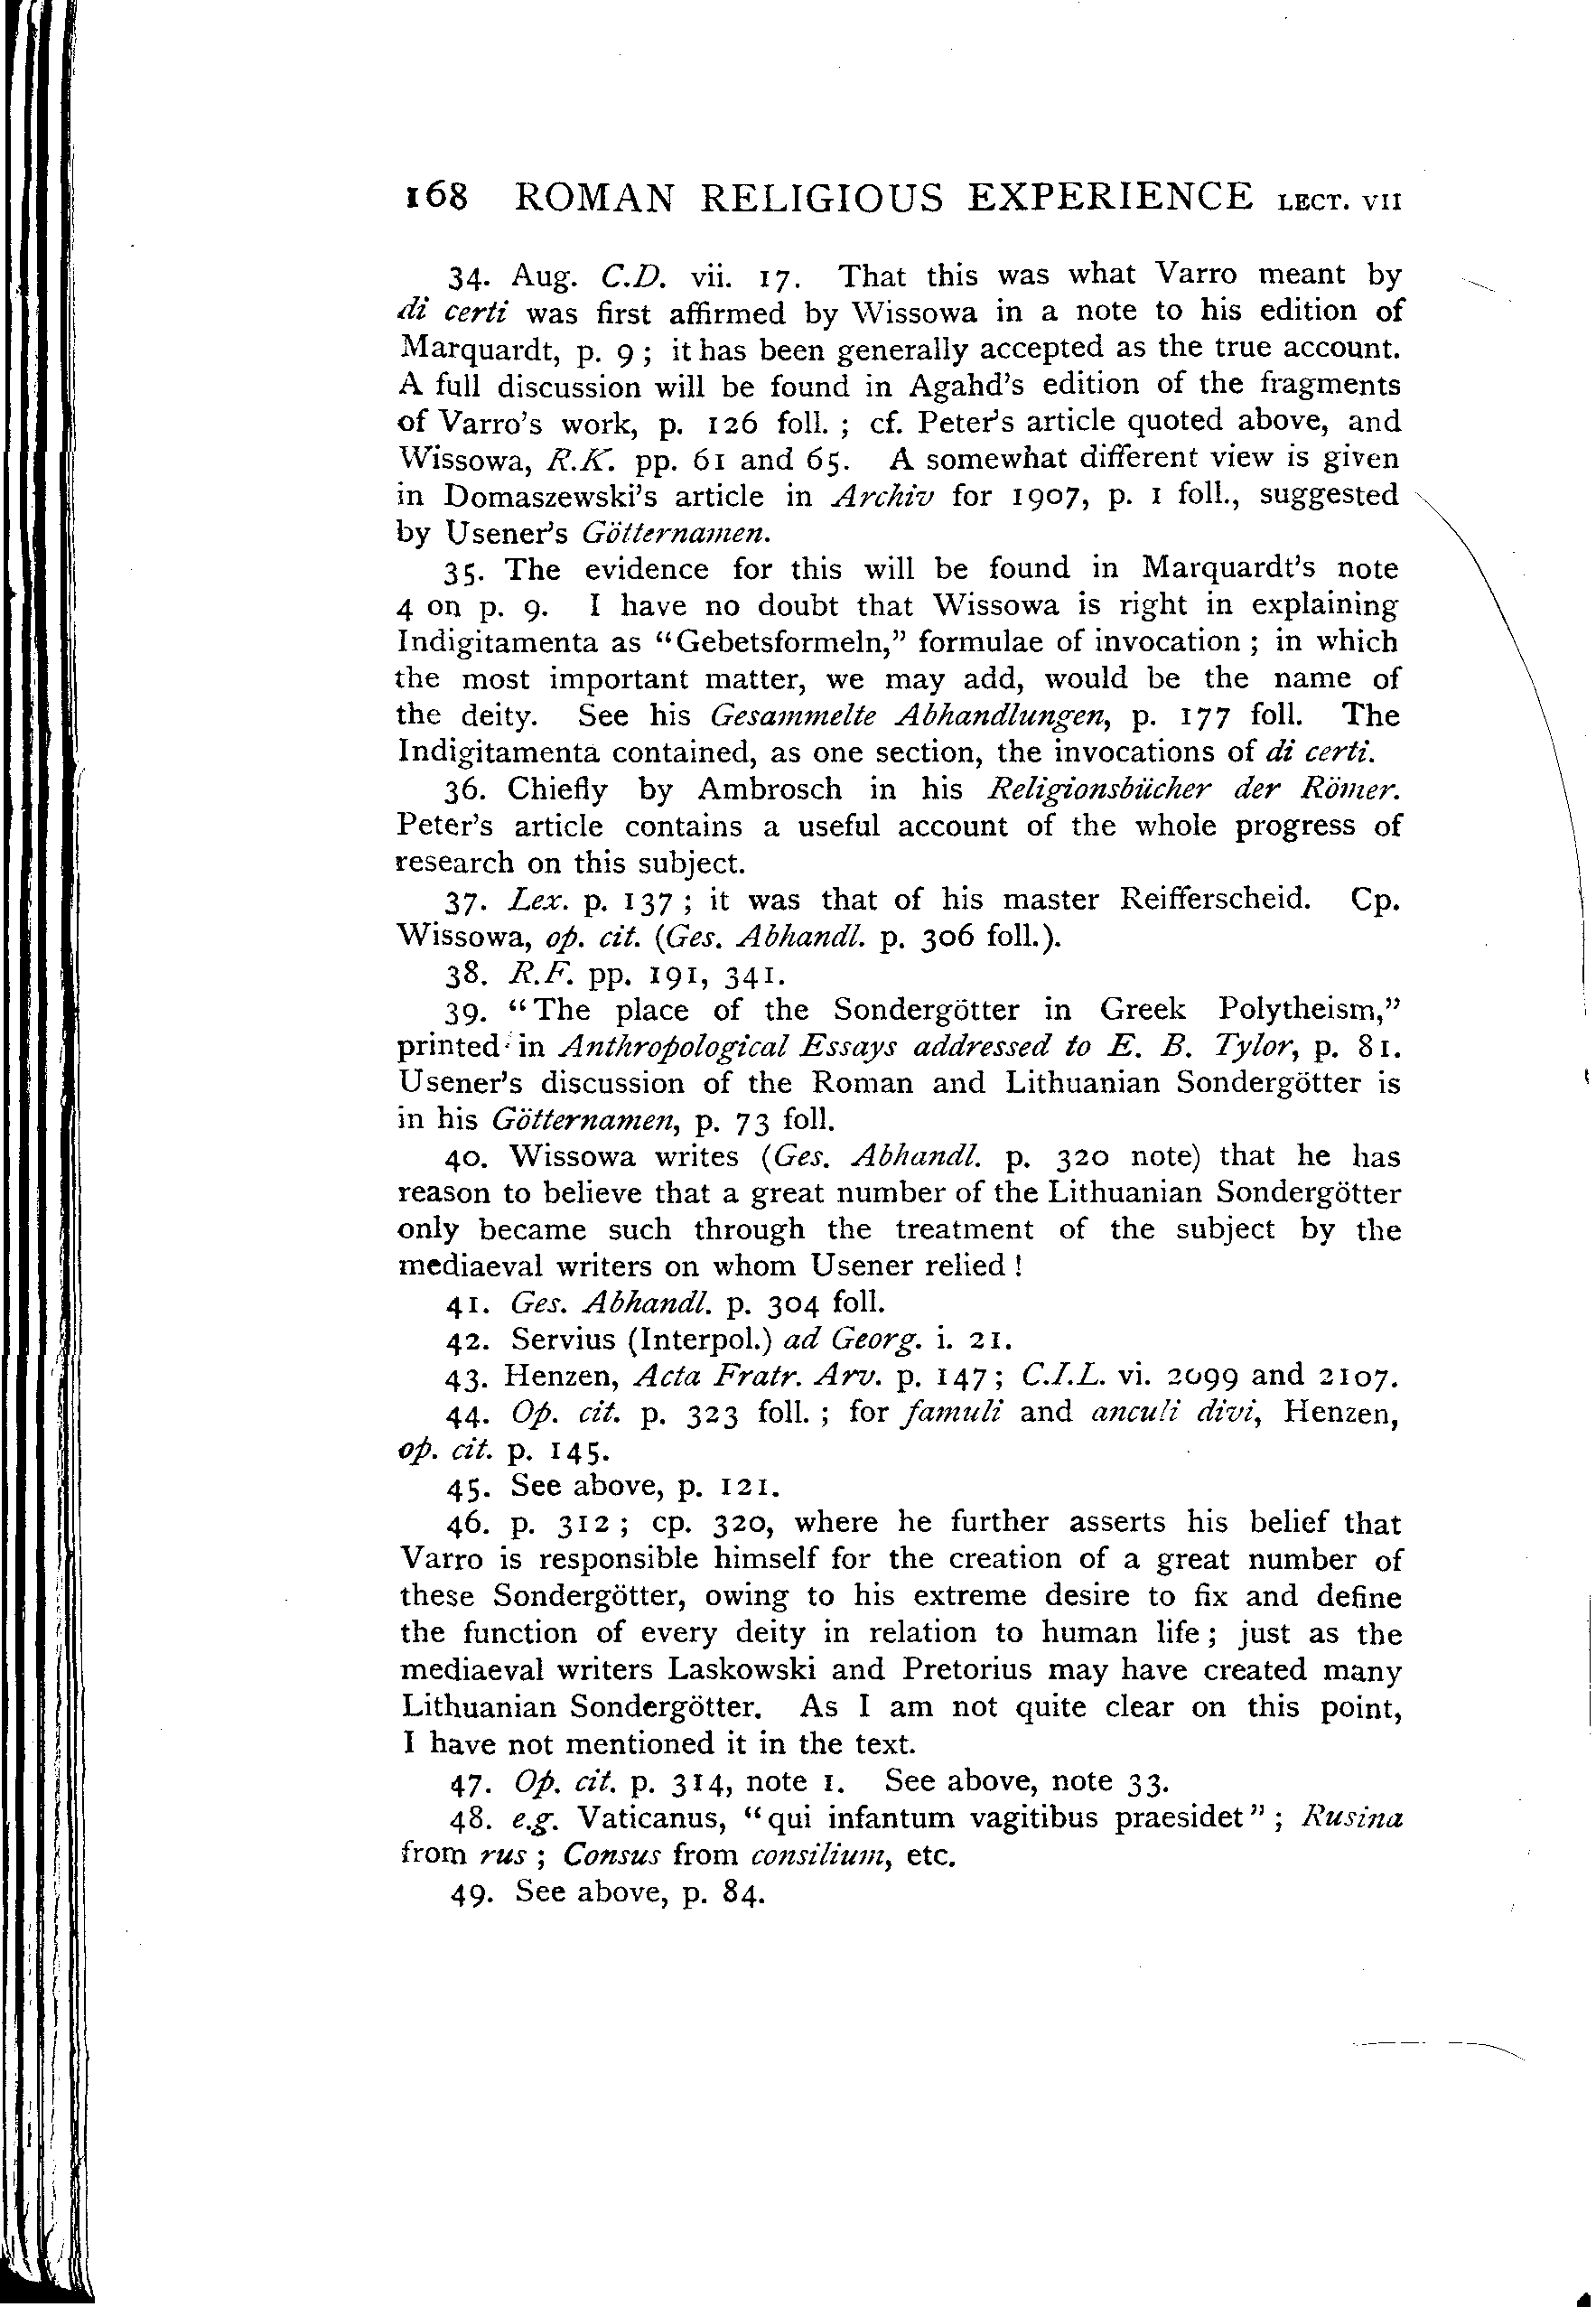 168 ROMAN RELIGIOUS EXPERIENCE LECT. VII
34. Aug. C.D. vii. 17. That this was what Varro meant by
di certi was first affirmed by Wissowa in a note to his edition of
Marquardt, p. 9 ; it has been generally accepted as the true account.
A full discussion will be found in Agahd's edition of the fragments
of Varro's work, p. 126 foll. ; cf. Peter's article quoted above, and
Wissowa, R.K. pp. 61 and 65. A somewhat different view is given
in Domaszewski's article in Archiv for 1907, p. 1 foll., suggested
by Usener's Götternamen.
35. The evidence for this will be found in Marquardt's note
4 on p. 9. I have no doubt that Wissowa is right in explaining
Indigitamenta as "Gebetsformeln," formulae of invocation ; in which
the most important matter, we may add, would be the name of
the deity. See his Gesammelte Abhandlungen, p. 177 foll. The
Indigitamenta contained, as one section, the invocations of di certi.
36. Chiefly by Ambrosch in his Religionsbücher der Römer.
Peter's article contains a useful account of the whole progress of
research on this subject.
37. Lex. p. 137 ; it was that of his master Reifferscheid. Cp.
Wissowa, op. cit. (Ges. Abhandl. p. 306 foll.).
38. R.F. pp. 191, 341.
39. "The place of the Sondergötter in Greek Polytheism,"
printed in Anthropological Essays addressed to E. B. Tylor, p. 81.
Usener's discussion of the Roman and Lithuanian Sondergötter is
in his Götternamen, p. 73 foll.
40. Wissowa writes (Ges. Abhandl. p. 320 note) that he has
reason to believe that a great number of the Lithuanian Sondergötter
only became such through the treatment of the subject by the
mediaeval writers on whom Usener relied !
41. Ges. Abhandl. p. 304 foll.
42. Servius (Interpol.) ad Georg. i. 21.
43. Henzen, Acta Fratr. Arv. p. 147 ; C.I.L. vi. 2099 and 2107.
44. Op. cit. p. 323 foll. ; for famuli and anculi divi, Henzen,
op. cit. p. 145.
45. See above, p. 121.
46. p. 312 ; cp. 320, where he further asserts his belief that
Varro is responsible himself for the creation of a great number of
these Sondergötter, owing to his extreme desire to fix and define
the function of every deity in relation to human life ; just as the
mediaeval writers Laskowski and Pretorius may have created many
Lithuanian Sondergötter. As I am not quite clear on this point,
I have not mentioned it in the text.
47. Op. cit. p. 314, note 1. See above, note 33.
48. e.g. Vaticanus, "qui infantum vagitibus praesidet" ; Rusina
from rus ; Consus from consilium, etc.
49. See above, p. 84.